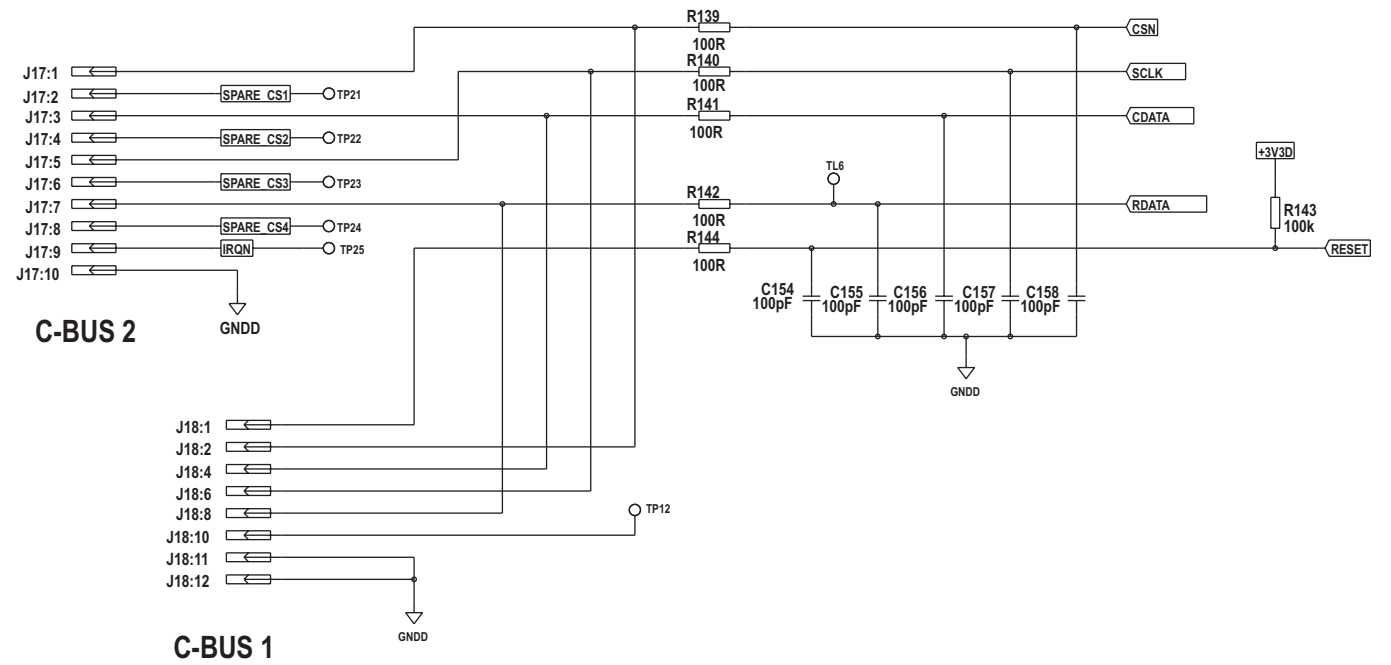 R139
100R
CSN
J17:1
R140
100R
SCLK
J17:2
SPARE_CS1
TP21
J17:3
R141
100R
CDATA
J17:4
SPARE_CS2
TP22
J17:5
+3V3D
J17:6
SPARE_CS3
TP23
TL6
J17:7
R142
100R
RDATA
R143
100k
J17:8
SPARE_CS4
TP24
J17:9
IRQN
TP25
R144
100R
RESET
J17:10
GNDD
C-BUS 2
C154
100pF
C155
100pF
C156
100pF
C157
100pF
C158
100pF
GNDD
J18:1
J18:2
J18:4
J18:6
J18:8
TP12
J18:10
J18:11
J18:12
GNDD
C-BUS 1